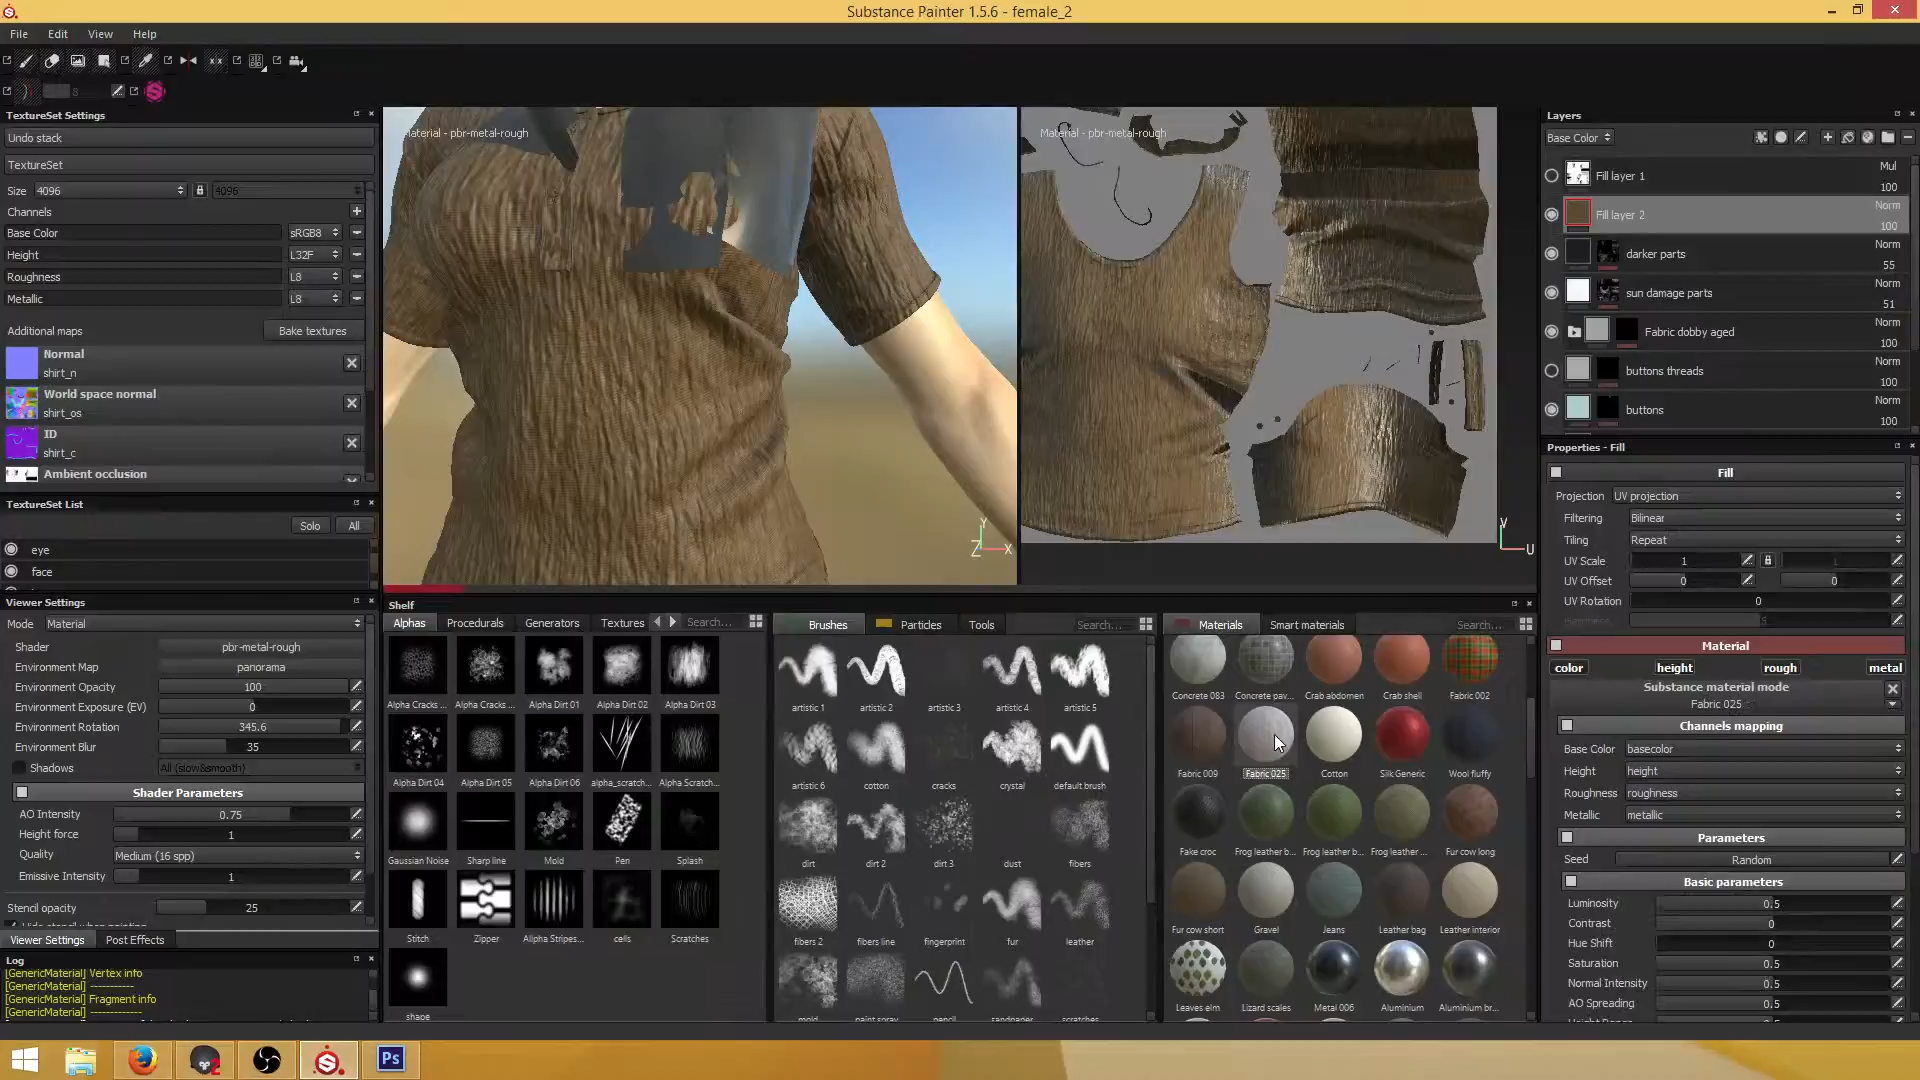 Substance Painter 1.5.6 - female_2
File Edit View Help
TextureSet Settings
Undo stack
TextureSet
Size 4096 4096
Channels
Base Color sRGB8
Height L32F
Roughness L8
Metallic L8
Additional maps Bake textures
Normal
shirt_n
World space normal
shirt_os
ID
shirt_c
Ambient occlusion
TextureSet List
Solo All
eye
face
Viewer Settings
Mode Material
Shader pbr-metal-rough
Environment Map panorama
Environment Opacity 100
Environment Exposure (EV) 0
Environment Rotation 345.6
Environment Blur 35
Shadows All (slow&smooth)
Shader Parameters
AO Intensity 0.75
Height force 1
Quality Medium (16 spp)
Emissive Intensity 1
Stencil opacity 25
Viewer Settings Post Effects
Log
[GenericMaterial] Vertex info
[GenericMaterial] -----------
[GenericMaterial] Fragment info
[GenericMaterial] -------------
Material - pbr-metal-rough
Material - pbr-metal-rough
Z Y X
V U
Shelf
Alphas Procedurals Generators Textures Search...
Alpha Cracks ... Alpha Cracks ... Alpha Dirt 01 Alpha Dirt 02 Alpha Dirt 03
Alpha Dirt 04 Alpha Dirt 05 Alpha Dirt 06 alpha_scratch... Alpha Scratch...
Gaussian Noise Sharp line Mold Pen Splash
Stitch Zipper Allpha Stripes... cells Scratches
shape
Brushes Particles Tools Search...
artistic 1 artistic 2 artistic 3 artistic 4 artistic 5
artistic 6 cotton cracks crystal default brush
dirt dirt 2 dirt 3 dust fibers
fibers 2 fibers line fingerprint fur leather
mold paint spray pencil sandpaper scratches
Materials Smart materials Search...
Concrete 083 Concrete pav... Crab abdomen Crab shell Fabric 002
Fabric 009 Fabric 025 Cotton Silk Generic Wool fluffy
Fake croc Frog leather b... Frog leather b... Frog leather ... Fur cow long
Fur cow short Gravel Jeans Leather bag Leather interior
Leaves elm Lizard scales Metal 006 Aluminium Aluminium br...
Layers
Base Color
Fill layer 1 Mul 100
Fill layer 2 Norm 100
darker parts Norm 55
sun damage parts Norm 51
Fabric dobby aged Norm 100
buttons threads Norm 100
buttons Norm 100
Properties - Fill
Fill
Projection UV projection
Filtering Bilinear
Tiling Repeat
UV Scale 1
UV Offset 0 0
UV Rotation 0
Material
color height rough metal
Substance material mode
Fabric 025
Channels mapping
Base Color basecolor
Height height
Roughness roughness
Metallic metallic
Parameters
Seed Random
Basic parameters
Luminosity 0.5
Contrast 0
Hue Shift 0
Saturation 0.5
Normal Intensity 0.5
AO Spreading 0.5
Ps